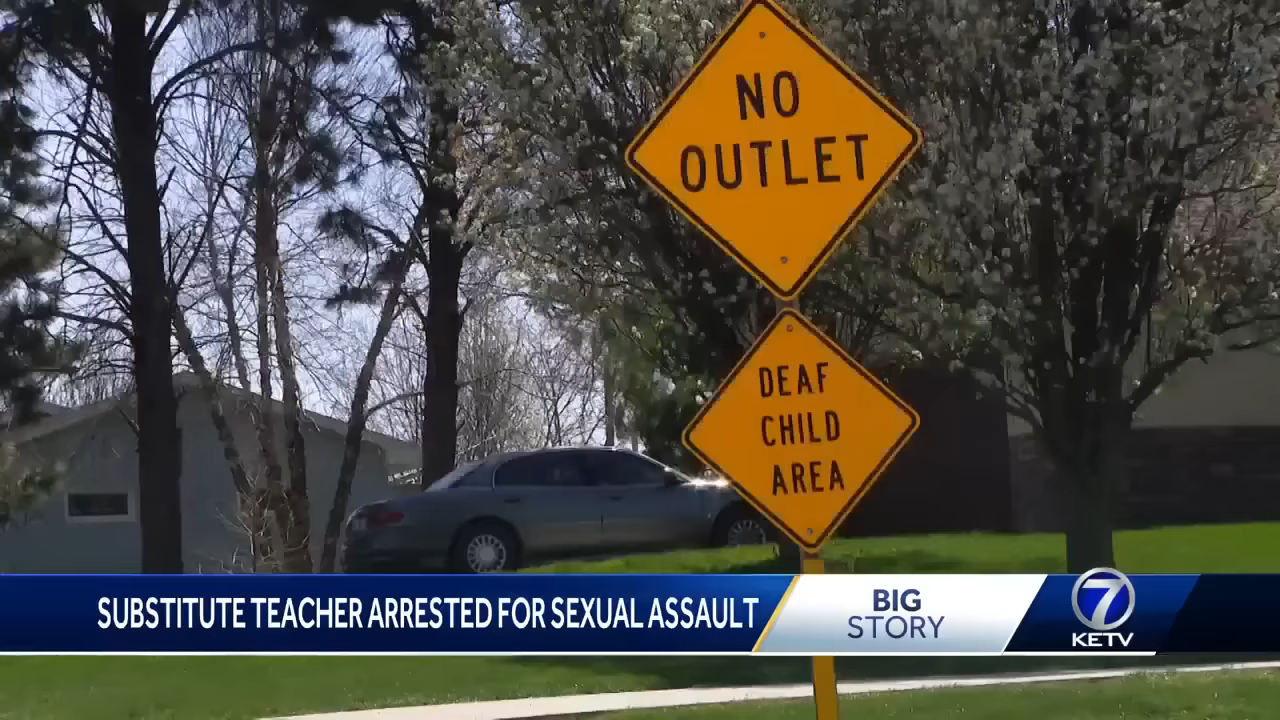 NO
OUTLET
DEAF
CHILD
AREA
SUBSTITUTE TEACHER ARRESTED FOR SEXUAL ASSAULT
BIG
STORY
7
KETV